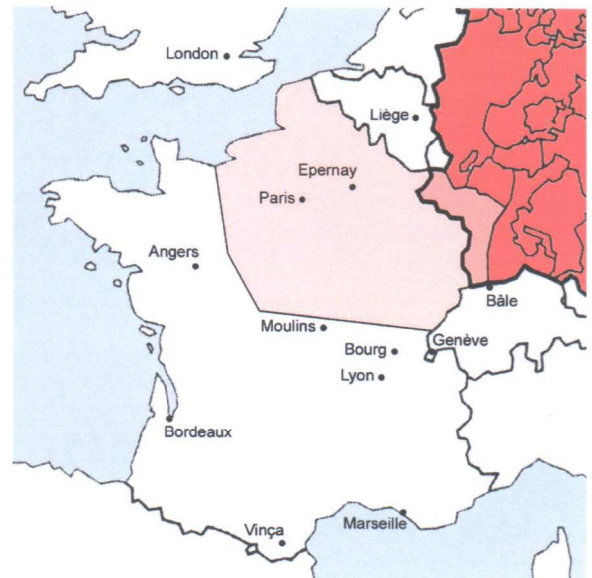 London
Liège
Epernay
Paris
Angers
Bâle
Moulins
Genève
Bourg
Lyon
Bordeaux
Marseille
Vinça